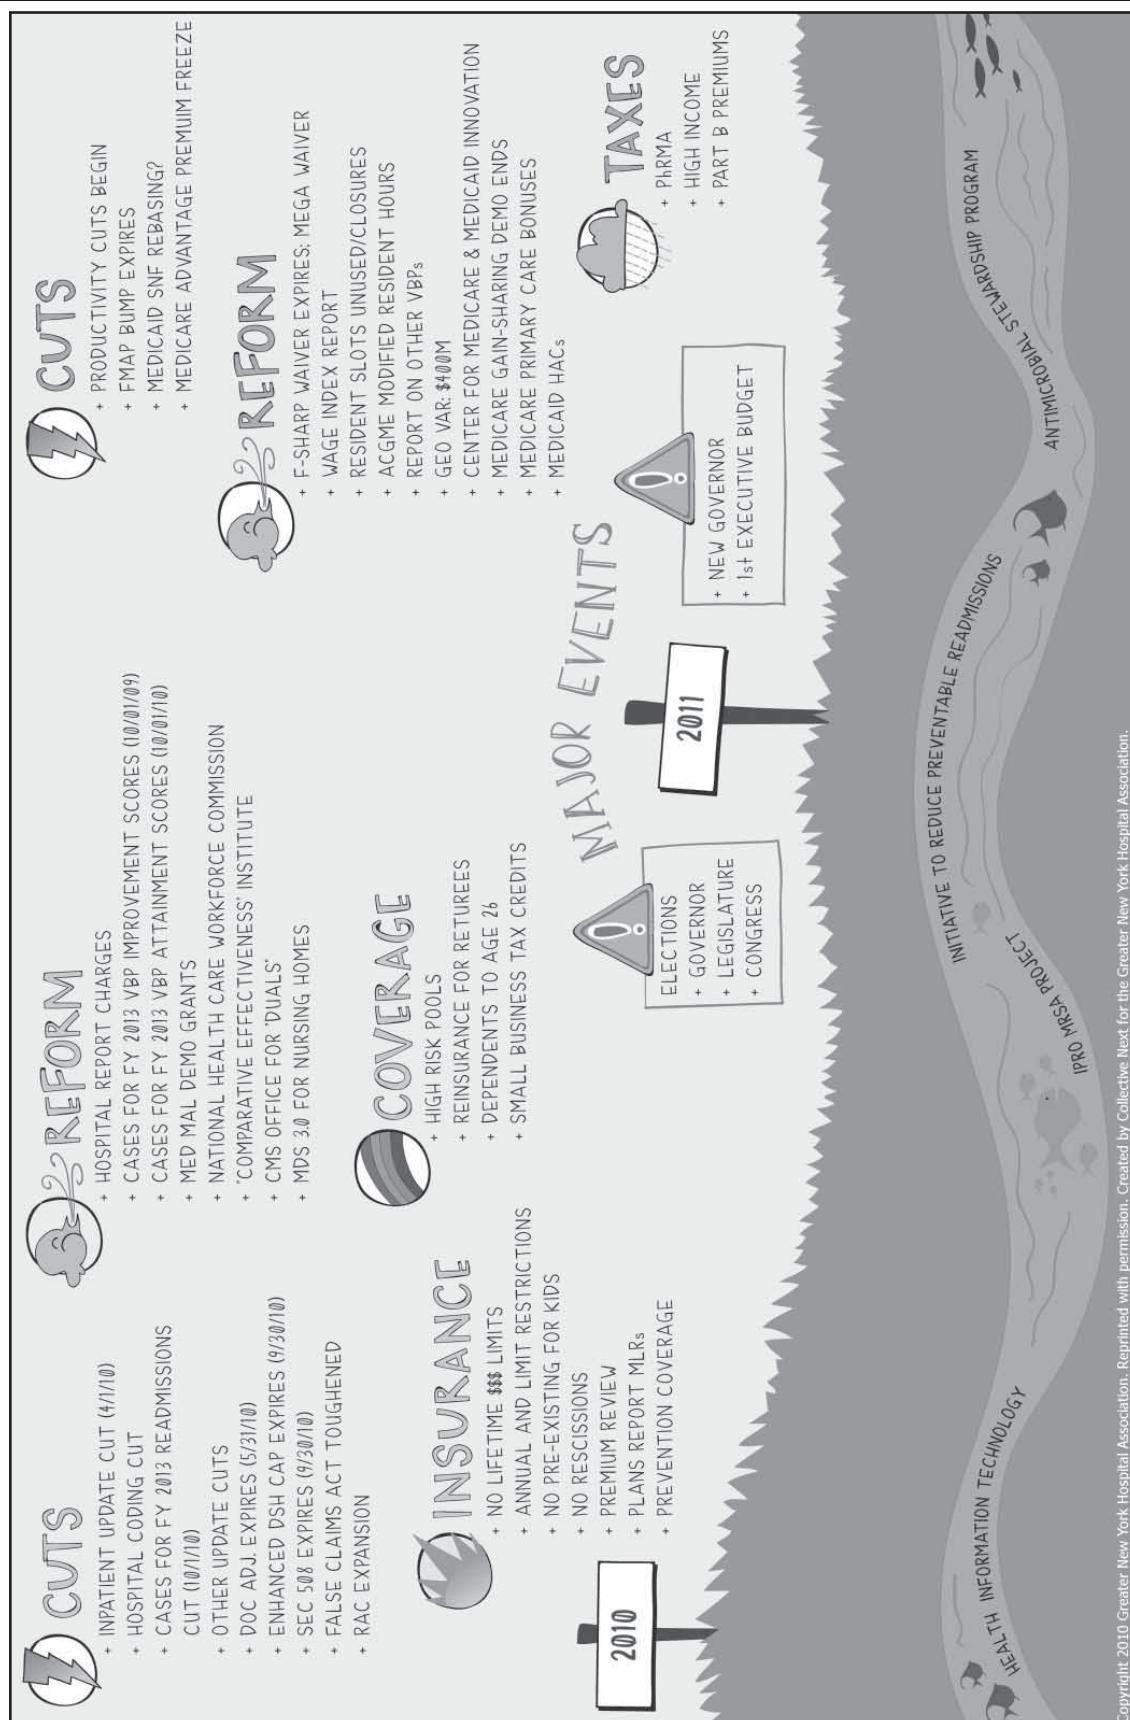 CUTS
+ INPATIENT UPDATE CUT (4/1/10)
+ HOSPITAL CODING CUT
+ CASES FOR FY 2013 READMISSIONS
CUT (10/1/10)
+ OTHER UPDATE CUTS
+ DOC ADJ. EXPIRES (5/31/10)
+ ENHANCED DSH CAP EXPIRES (9/30/10)
+ SEC 508 EXPIRES (9/30/10)
+ FALSE CLAIMS ACT TOUGHENED
+ RAC EXPANSION
REFORM
+ HOSPITAL REPORT CHARGES
+ CASES FOR FY 2013 VBP IMPROVEMENT SCORES (10/01/09)
+ CASES FOR FY 2013 VBP ATTAINMENT SCORES (10/01/10)
+ MED MAL DEMO GRANTS
+ NATIONAL HEALTH CARE WORKFORCE COMMISSION
+ "COMPARATIVE EFFECTIVENESS" INSTITUTE
+ CMS OFFICE FOR "DUALS"
+ MDS 3.0 FOR NURSING HOMES
INSURANCE
+ NO LIFETIME $$$ LIMITS
+ ANNUAL AND LIMIT RESTRICTIONS
+ NO PRE-EXISTING FOR KIDS
+ NO RESCISSIONS
+ PREMIUM REVIEW
+ PLANS REPORT MLRs
+ PREVENTION COVERAGE
COVERAGE
+ HIGH RISK POOLS
+ REINSURANCE FOR RETUREES
+ DEPENDENTS TO AGE 26
+ SMALL BUSINESS TAX CREDITS
2010
MAJOR EVENTS
ELECTIONS
+ GOVERNOR
+ LEGISLATURE
+ CONGRESS
2011
+ NEW GOVERNOR
+ 1st EXECUTIVE BUDGET
CUTS
+ PRODUCTIVITY CUTS BEGIN
+ FMAP BUMP EXPIRES
+ MEDICAID SNF REBASING?
+ MEDICARE ADVANTAGE PREMUIM FREEZE
REFORM
+ F-SHARP WAIVER EXPIRES; MEGA WAIVER
+ WAGE INDEX REPORT
+ RESIDENT SLOTS UNUSED/CLOSURES
+ ACGME MODIFIED RESIDENT HOURS
+ REPORT ON OTHER VBPs
+ GEO VAR: $400M
+ CENTER FOR MEDICARE & MEDICAID INNOVATION
+ MEDICARE GAIN-SHARING DEMO ENDS
+ MEDICARE PRIMARY CARE BONUSES
+ MEDICAID HACs
TAXES
+ PhRMA
+ HIGH INCOME
+ PART B PREMIUMS
HEALTH INFORMATION TECHNOLOGY
IPRO MRSA PROJECT
INITIATIVE TO REDUCE PREVENTABLE READMISSIONS
ANTIMICROBIAL STEWARDSHIP PROGRAM
Copyright 2010 Greater New York Hospital Association. Reprinted with permission. Created by Collective Next for the Greater New York Hospital Association.